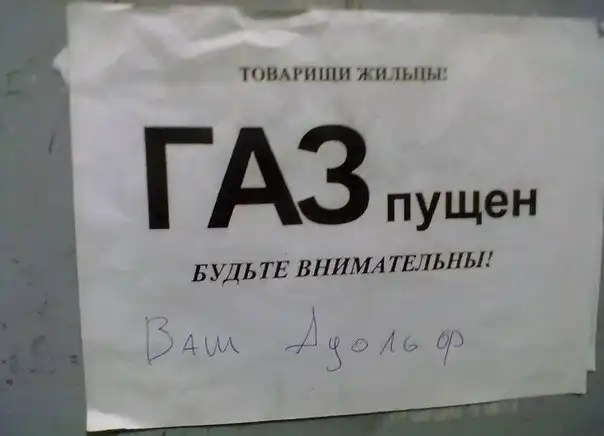 ТОВАРИЩИ ЖИЛЬЦЫ!
ГАЗ пущен
БУДЬТЕ ВНИМАТЕЛЬНЫ!
Ваш Адольф